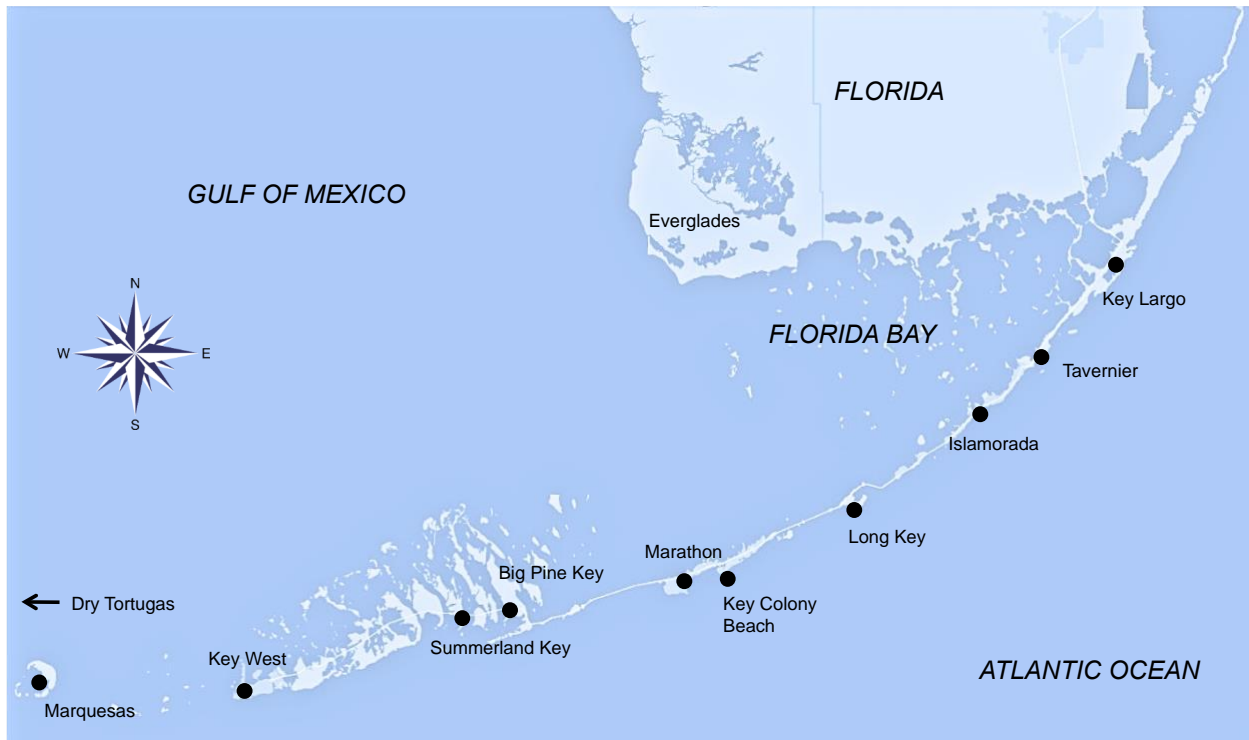 FLORIDA
GULF OF MEXICO
Everglades
N
W
E
S
Key Largo
FLORIDA BAY
Tavernier
Islamorada
Long Key
Marathon
Big Pine Key
Key Colony
Beach
Dry Tortugas
Summerland Key
Key West
ATLANTIC OCEAN
Marquesas